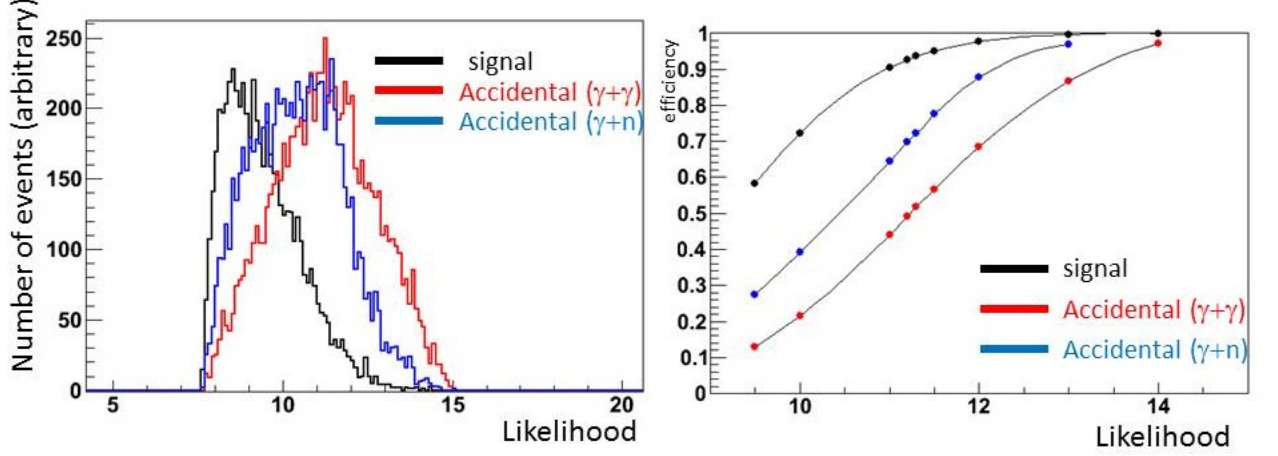 Number of events (arbitrary)
250
200
150
100
50
0
5
10
15
20
Likelihood
signal
Accidental (γ+γ)
Accidental (γ+n)
efficiency
1
0.9
0.8
0.7
0.6
0.5
0.4
0.3
0.2
0.1
0
10
12
14
Likelihood
signal
Accidental (γ+γ)
Accidental (γ+n)